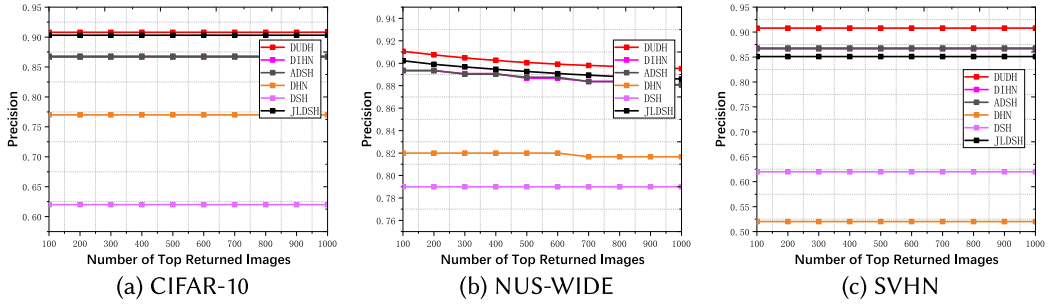 0.95
0.90
0.85
0.80
0.75
0.70
0.65
0.60
Precision
100 200 300 400 500 600 700 800 900 1000
Number of Top Returned Images
DUDH
DIHN
ADSH
DHN
DSH
JLDSH
(a) CIFAR-10
0.94
0.92
0.90
0.88
0.86
0.84
0.82
0.80
0.78
0.76
Precision
100 200 300 400 500 600 700 800 900 1000
Number of Top Returned Images
DUDH
DIHN
ADSH
DHN
DSH
JLDSH
(b) NUS-WIDE
0.95
0.90
0.85
0.80
0.75
0.70
0.65
0.60
0.55
0.50
Precision
100 200 300 400 500 600 700 800 900 1000
Number of Top Returned Images
DUDH
DIHN
ADSH
DHN
DSH
JLDSH
(c) SVHN